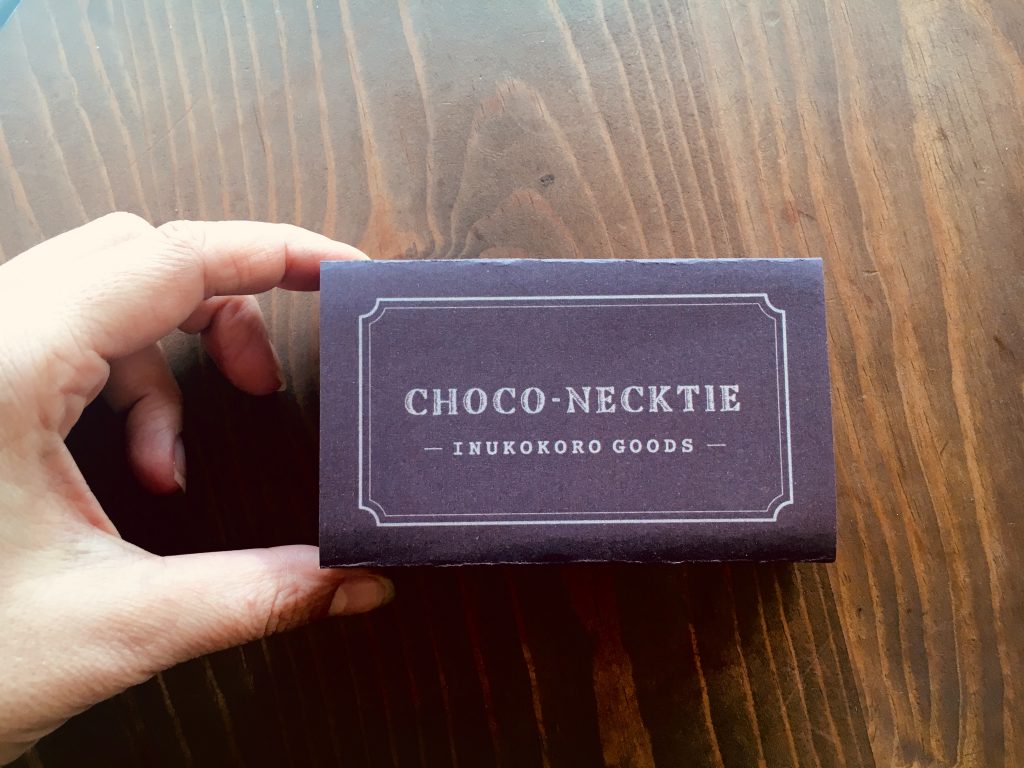 CHOCO-NECKTIE
— INUKOKORO GOODS —